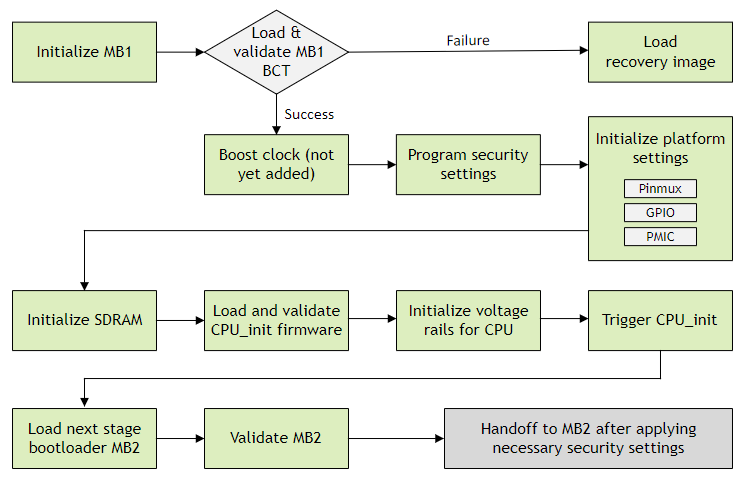 Initialize MB1
Load &
validate MB1
BCT
Failure
Load
recovery image
Success
Boost clock (not
yet added)
Program security
settings
Initialize platform
settings
Pinmux
GPIO
PMIC
Initialize SDRAM
Load and validate
CPU_init firmware
Initialize voltage
rails for CPU
Trigger CPU_init
Load next stage
bootloader MB2
Validate MB2
Handoff to MB2 after applying
necessary security settings